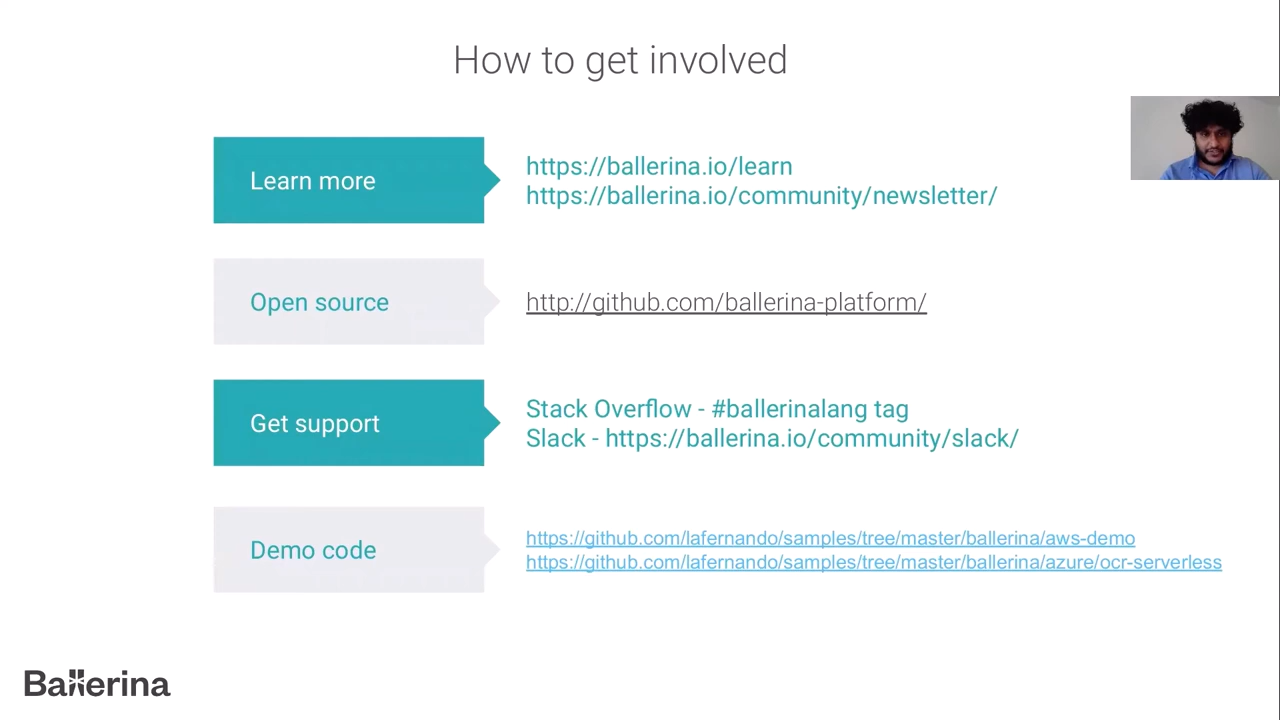 How to get involved
Learn more
https://ballerina.io/learn
https://ballerina.io/community/newsletter/
Open source
http://github.com/ballerina-platform/
Get support
Stack Overflow - #ballerinalang tag
Slack - https://ballerina.io/community/slack/
Demo code
https://github.com/lafernando/samples/tree/master/ballerina/aws-demo
https://github.com/lafernando/samples/tree/master/ballerina/azure/ocr-serverless
Ballerina